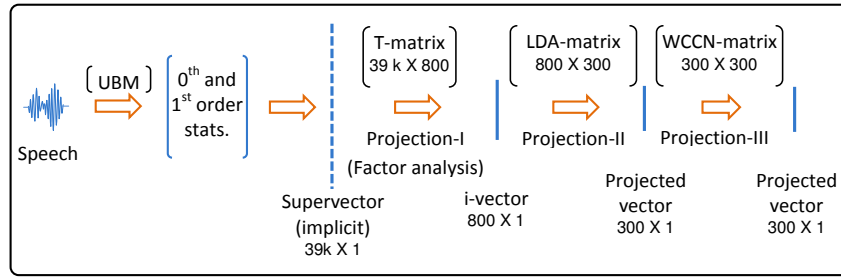 UBM
Speech
0th and
1st order
stats.
T-matrix
39 k X 800
Projection-I
(Factor analysis)
Supervector
(implicit)
39k X 1
i-vector
800 X 1
LDA-matrix
800 X 300
Projection-II
Projected
vector
300 X 1
WCCN-matrix
300 X 300
Projection-III
Projected
vector
300 X 1